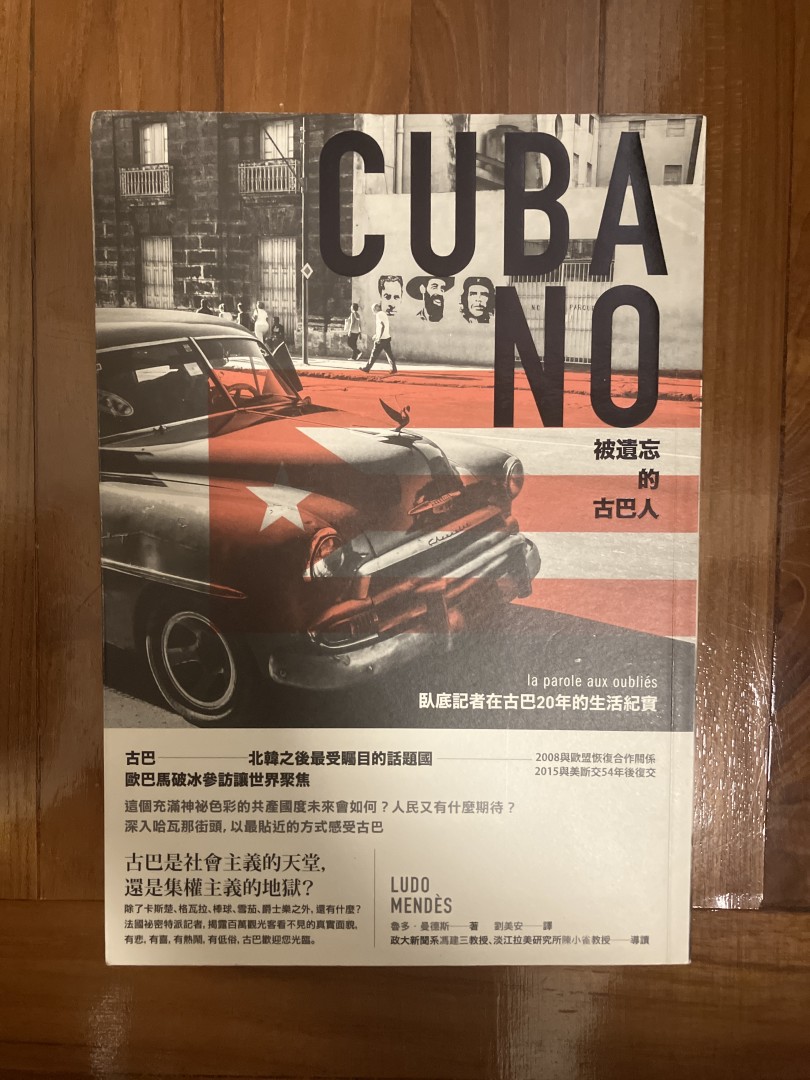 CUBA
NO
被遺忘
的
古巴人
Chevrolet
la parole aux oubliés
臥底記者在古巴20年的生活紀實
古巴————北韓之後最受矚目的話題國————2008與歐盟恢復合作關係
2015與美斷交54年後復交
歐巴馬破冰參訪讓世界聚焦
這個充滿神祕色彩的共產國度未來會如何？人民又有什麼期待？
深入哈瓦那街頭，以最貼近的方式感受古巴
古巴是社會主義的天堂，
還是集權主義的地獄？
除了卡斯楚、格瓦拉、棒球、雪茄、爵士樂之外，還有什麼？
法國祕密特派記者，揭露百萬觀光客看不見的真實面貌，
有悲，有喜，有熱鬧，有低俗，古巴歡迎您光臨。
LUDO
MENDÈS
魯多・曼德斯——著 劉美安——譯
政大新聞系馮建三教授、淡江拉美研究所陳小雀教授——導讀